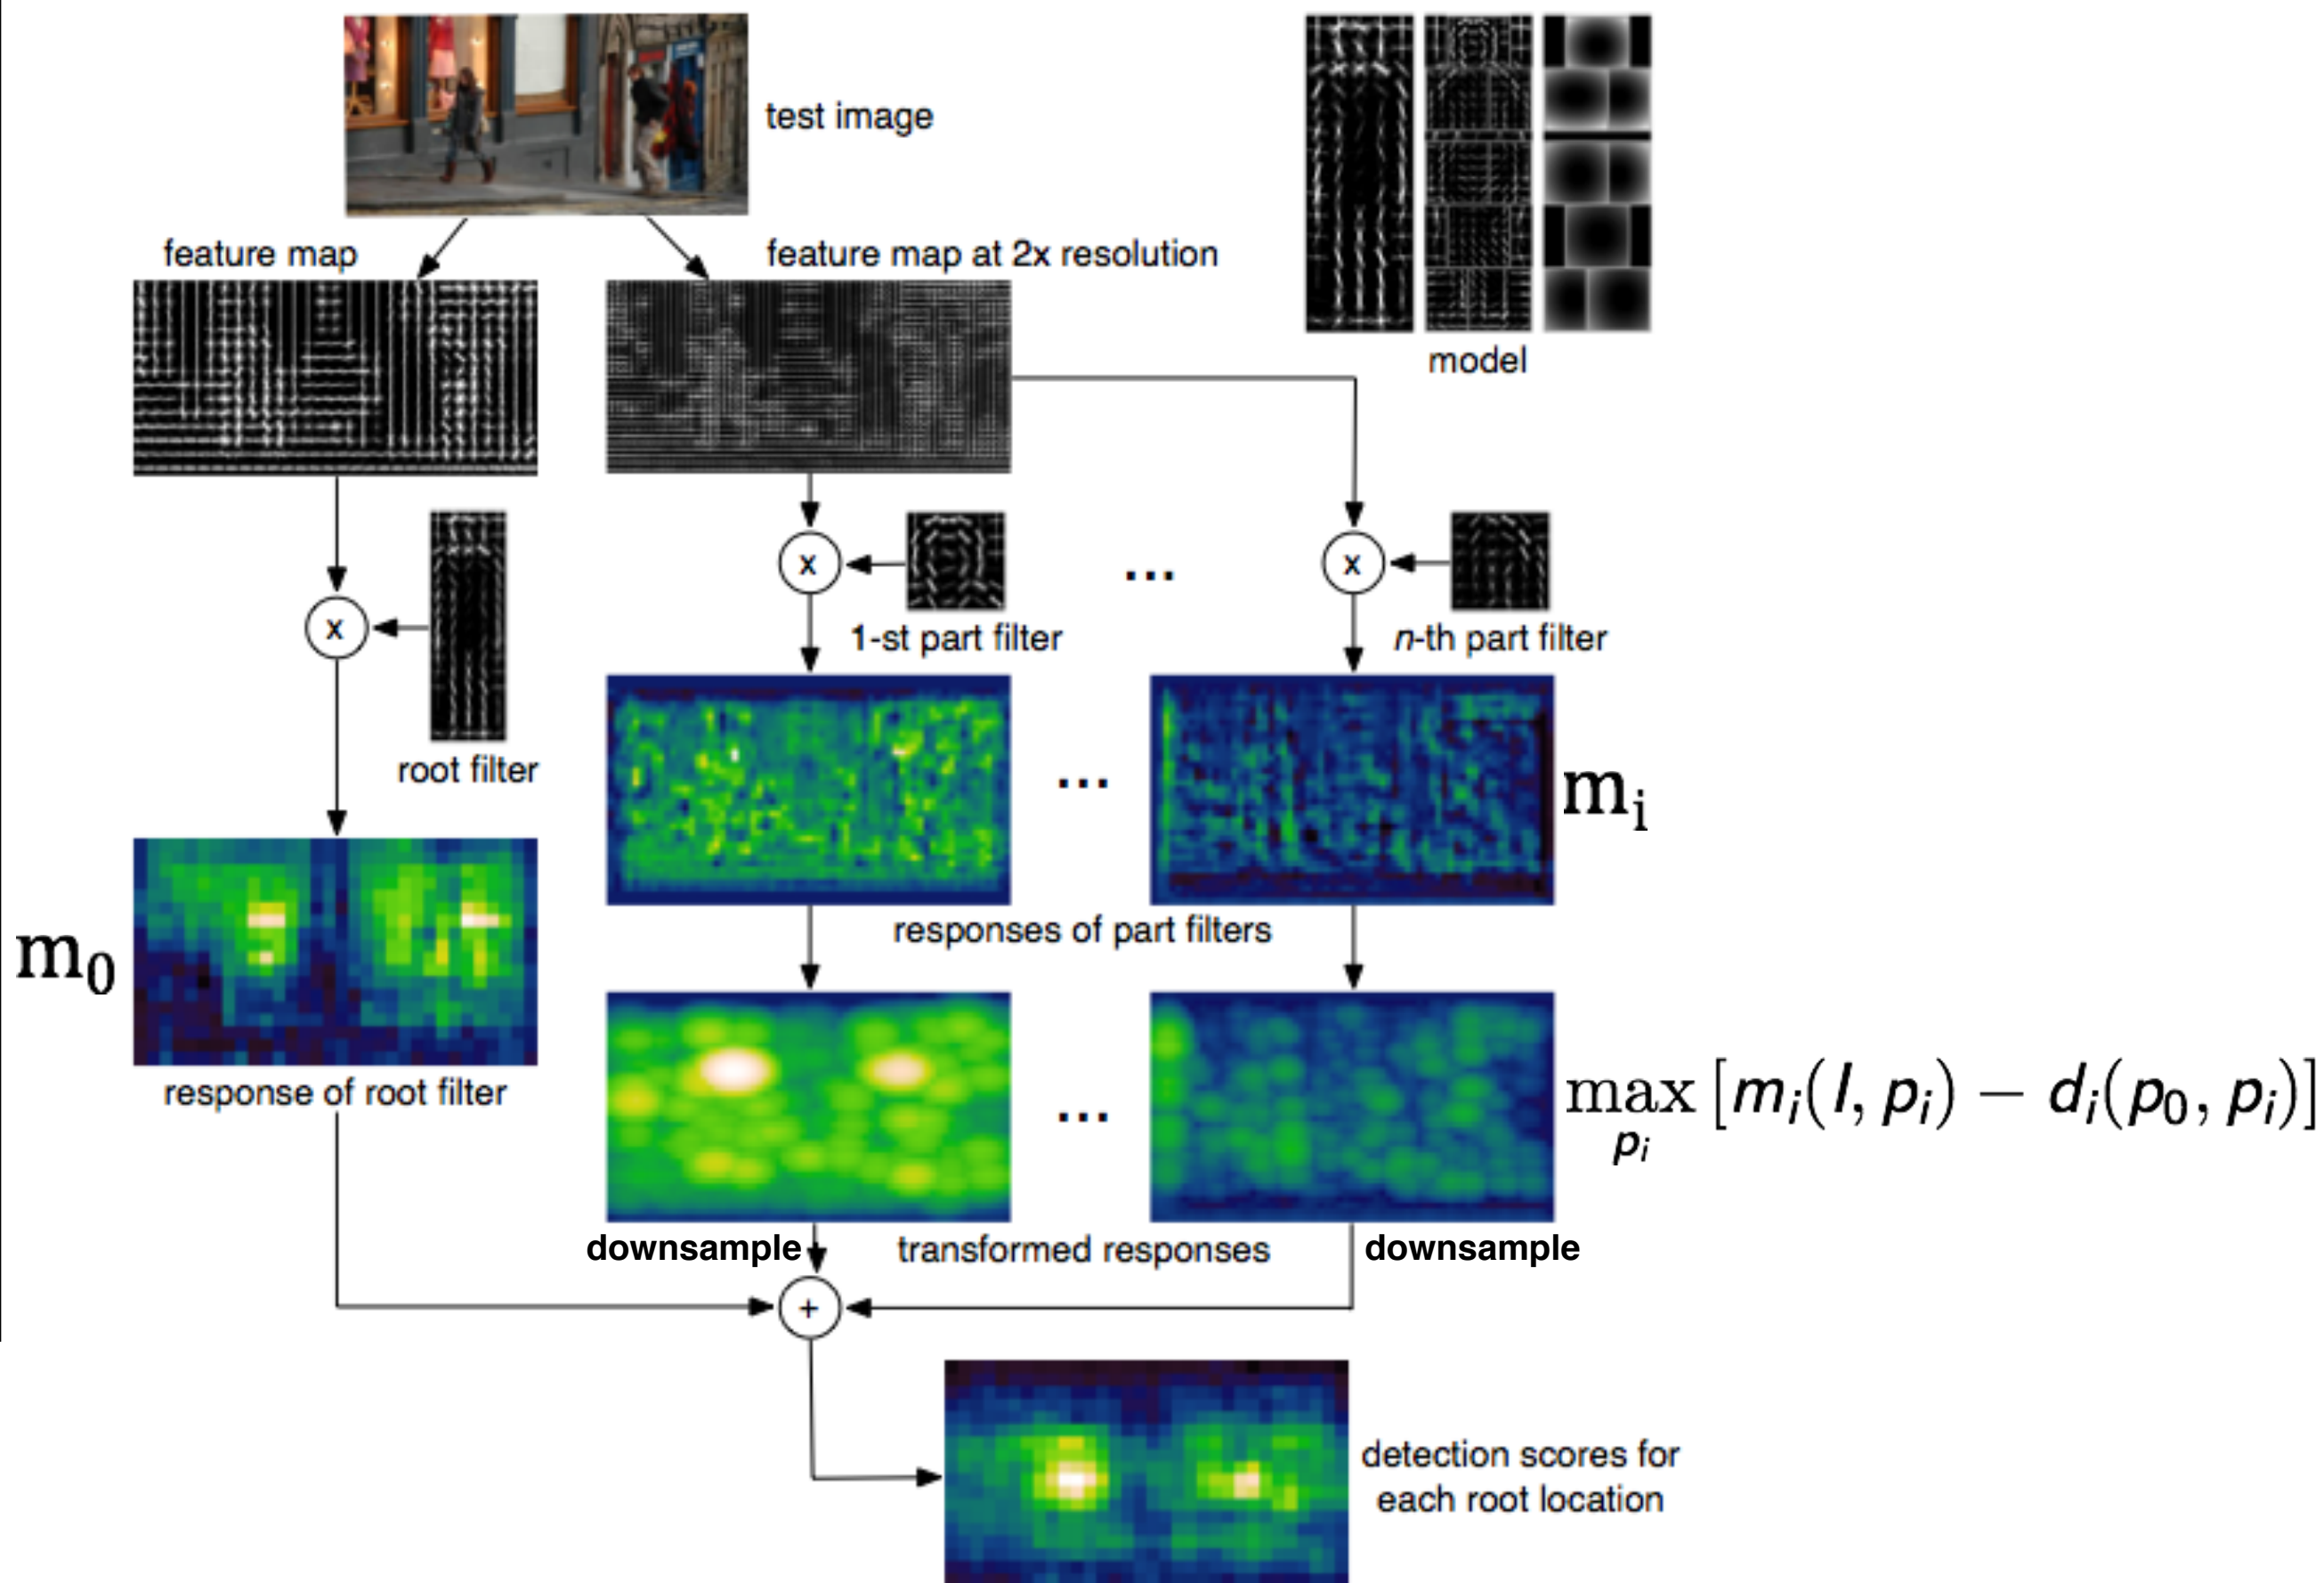 test image
feature map
feature map at 2x resolution
model
x
x
x
...
1-st part filter
n-th part filter
root filter
...
mᵢ
responses of part filters
m₀
response of root filter
...
max [mᵢ(I, pᵢ) − dᵢ(p₀, pᵢ)]
pᵢ
downsample
transformed responses
downsample
+
detection scores for
each root location